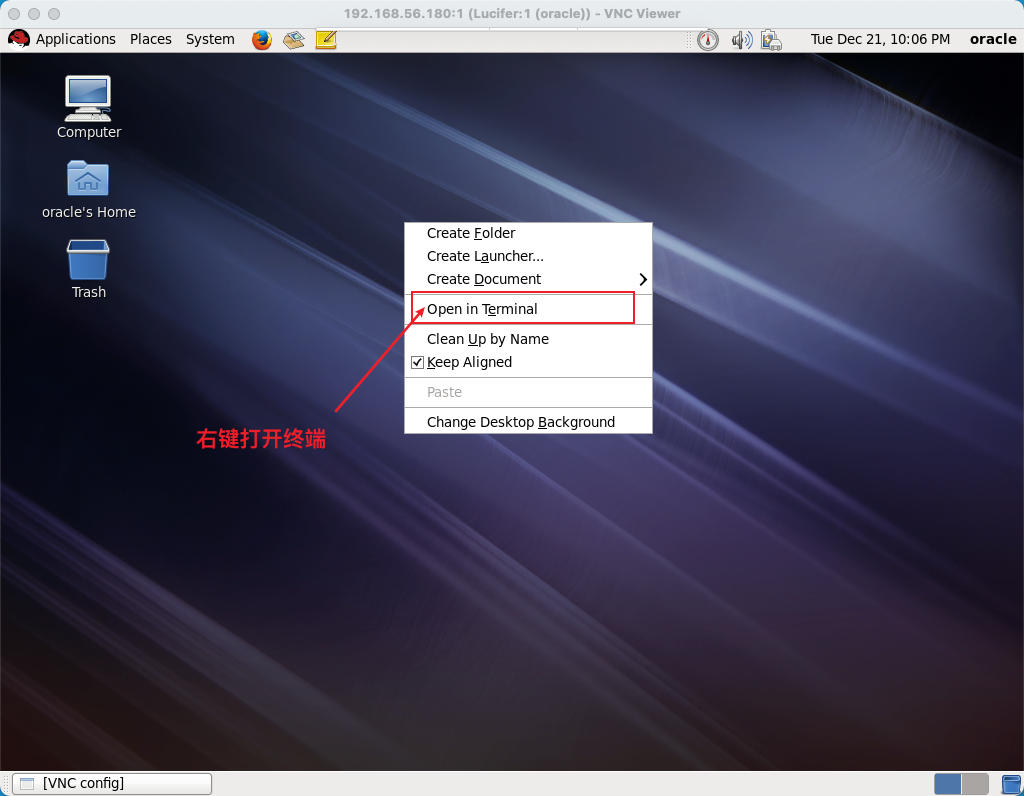 192.168.56.180:1 (Lucifer:1 (oracle)) - VNC Viewer
Applications Places System Tue Dec 21, 10:06 PM oracle
Computer
oracle's Home
Trash
Create Folder
Create Launcher...
Create Document
Open in Terminal
Clean Up by Name
Keep Aligned
Paste
Change Desktop Background
右键打开终端
[VNC config]